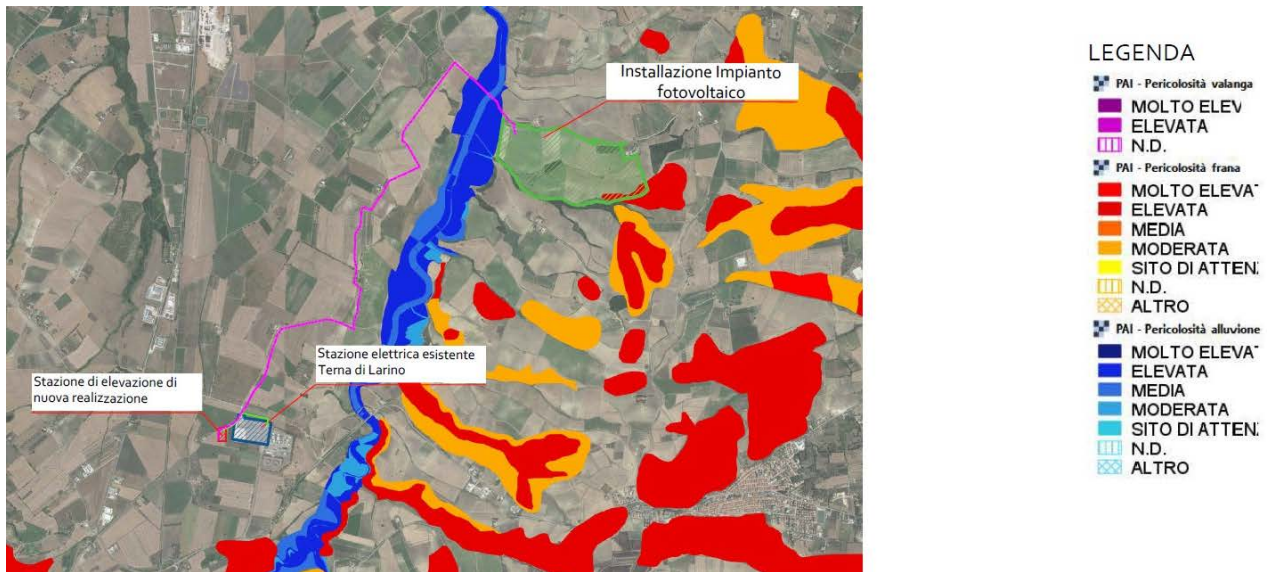 Installazione Impianto
fotovoltaico
Stazione elettrica esistente
Terna di Larino
Stazione di elevazione di
nuova realizzazione
LEGENDA
PAI - Pericolosità valanga
MOLTO ELEV
ELEVATA
N.D.
PAI - Pericolosità frana
MOLTO ELEVAT
ELEVATA
MEDIA
MODERATA
SITO DI ATTEN
N.D.
ALTRO
PAI - Pericolosità alluvione
MOLTO ELEVAT
ELEVATA
MEDIA
MODERATA
SITO DI ATTEN
N.D.
ALTRO